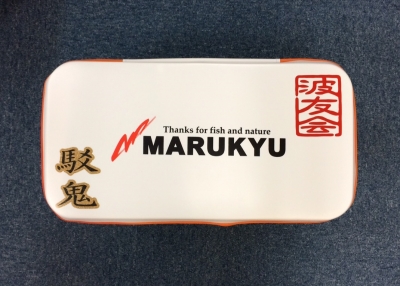 Thanks for fish and nature
MARUKYU
波友会
駁鬼